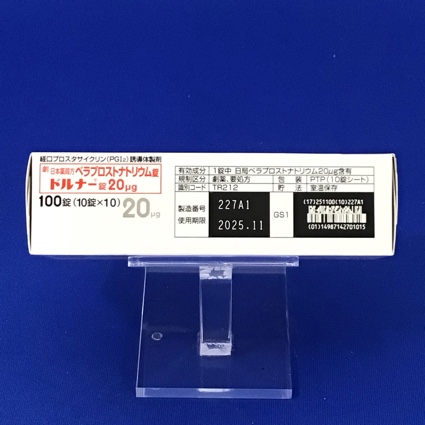 経口プロスタサイクリン(PGI₂)誘導体製剤
劇 日本薬局方 ベラプロストナトリウム錠
ドルナー®錠20μg
100錠(10錠×10) 20μg
有効成分 1錠中 日局ベラプロストナトリウム20μg含有
規制区分 劇薬、処方 包装 PTP(10錠シート)
識別コード TR212 貯法 室温保存
製造番号 227A1
使用期限 2025.11
GS1
(17)251100(10)227A1
(01)14987142701015